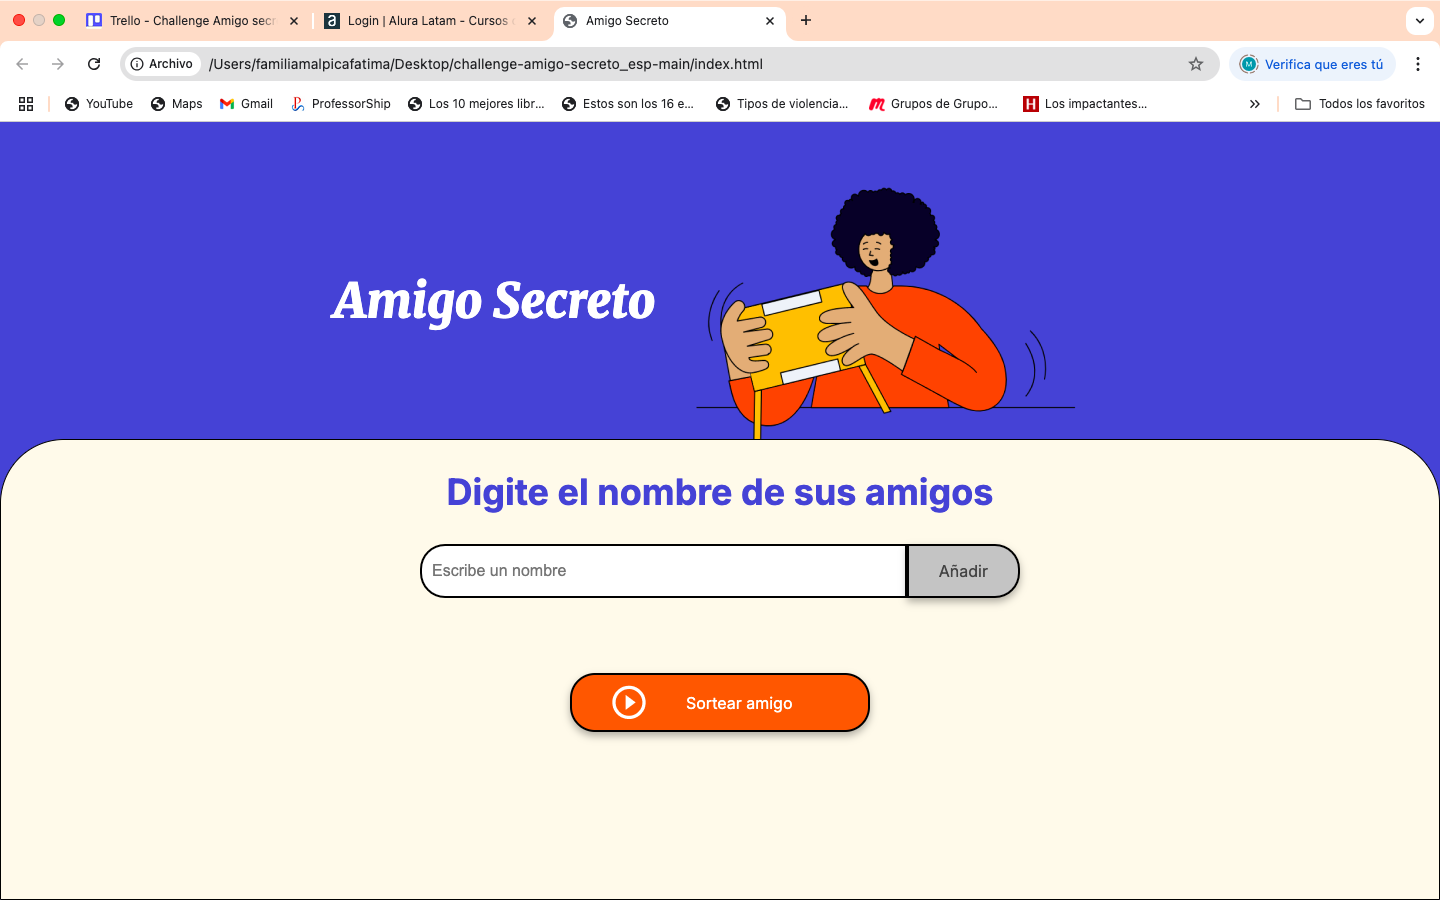 Trello - Challenge Amigo secr
Login | Alura Latam - Cursos
Amigo Secreto
Archivo
/Users/familiamalpicafatima/Desktop/challenge-amigo-secreto_esp-main/index.html
M
Verifica que eres tú
YouTube
Maps
Gmail
ProfessorShip
Los 10 mejores libr...
Estos son los 16 e...
Tipos de violencia...
Grupos de Grupo...
H
Los impactantes...
Todos los favoritos
Amigo Secreto
Digite el nombre de sus amigos
Escribe un nombre
Añadir
Sortear amigo